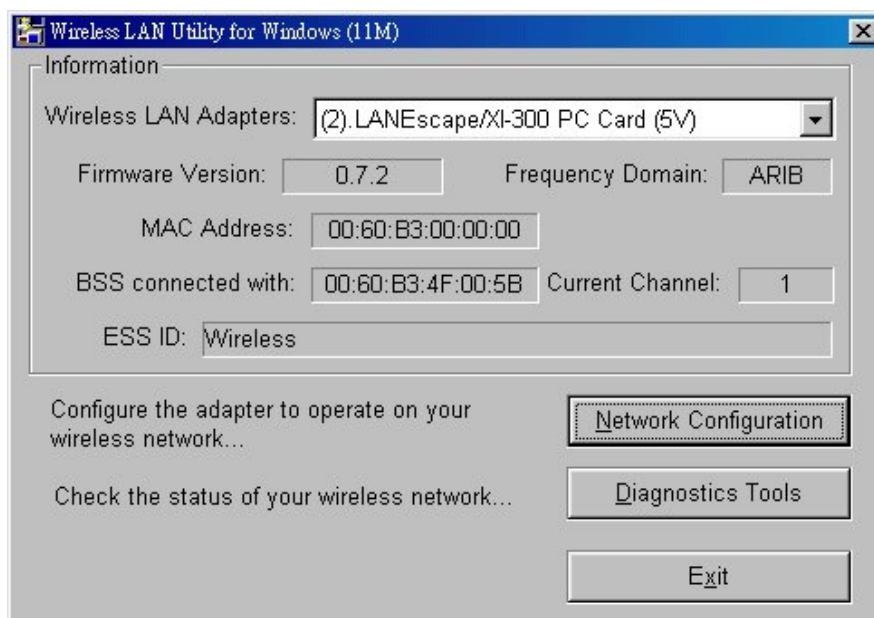 Wireless LAN Utility for Windows (11M)
Information
Wireless LAN Adapters: (2).LANEscape/XI-300 PC Card (5V)
Firmware Version: 0.7.2 Frequency Domain: ARIB
MAC Address: 00:60:B3:00:00:00
BSS connected with: 00:60:B3:4F:00:5B Current Channel: 1
ESS ID: Wireless
Configure the adapter to operate on your
wireless network...
Network Configuration
Check the status of your wireless network...
Diagnostics Tools
Exit